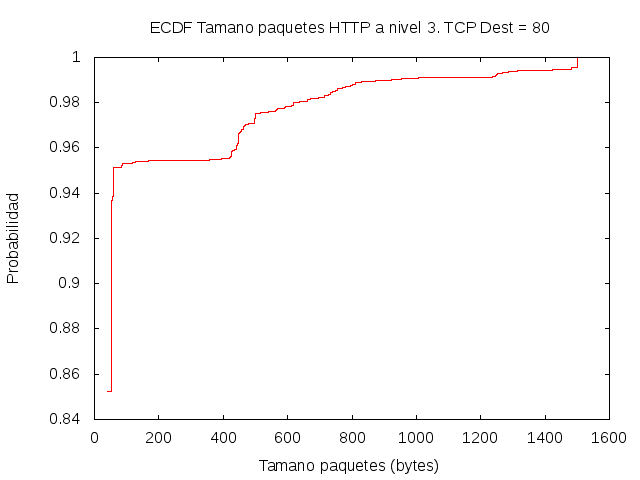 ECDF Tamano paquetes HTTP a nivel 3. TCP Dest = 80
1
0.98
0.96
0.94
0.92
0.9
0.88
0.86
0.84
Probabilidad
0 200 400 600 800 1000 1200 1400 1600
Tamano paquetes (bytes)